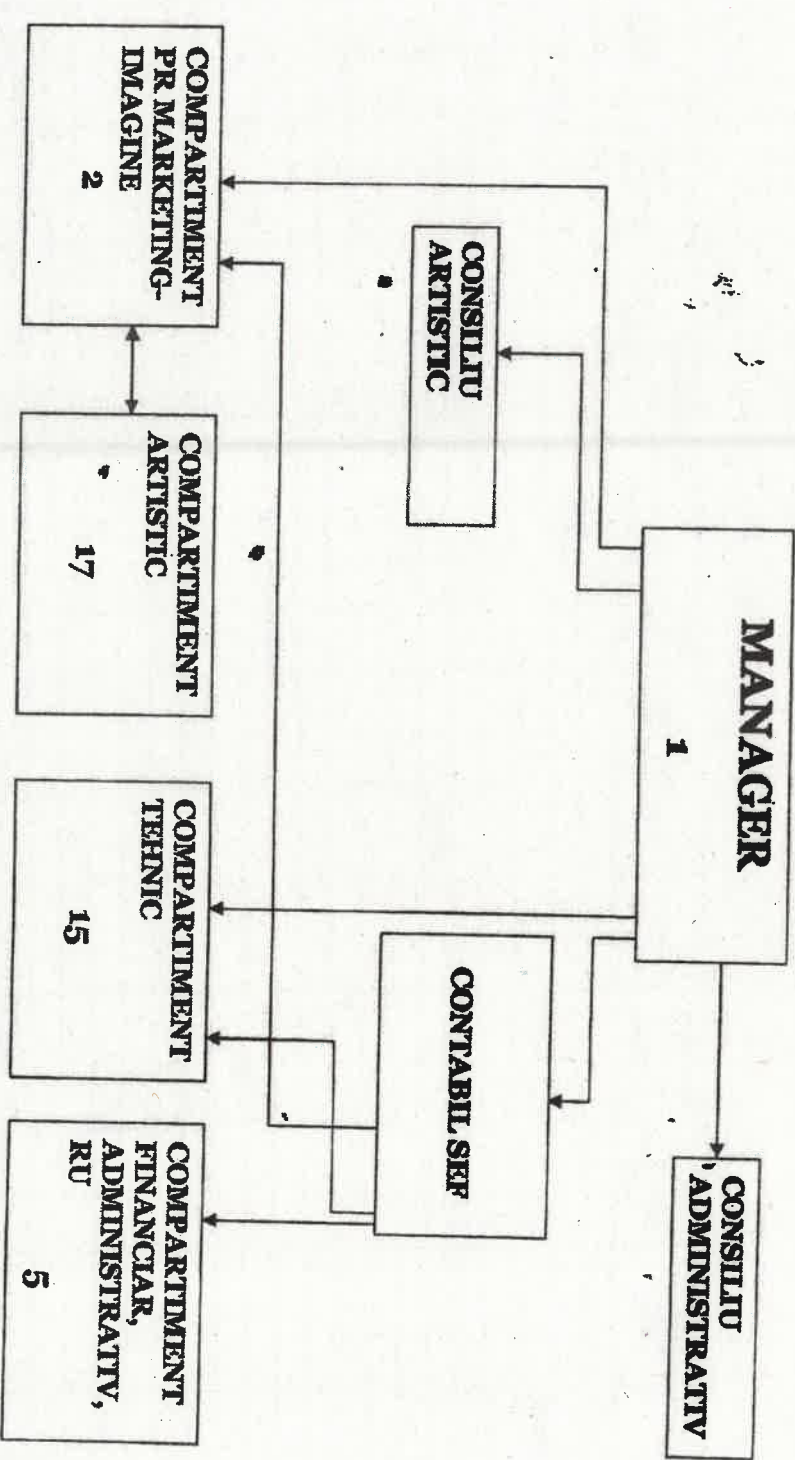 MANAGER
1
CONSILIU
ADMINISTRATIV
CONSILIU
ARTISTIC
CONTABIL SEF
COMPARTIMENT
PR MARKETING-
IMAGINE
2
COMPARTIMENT
ARTISTIC
17
COMPARTIMENT
TEHNIC
15
COMPARTIMENT
FINANCIAR,
ADMINISTRATIV,
RU
5